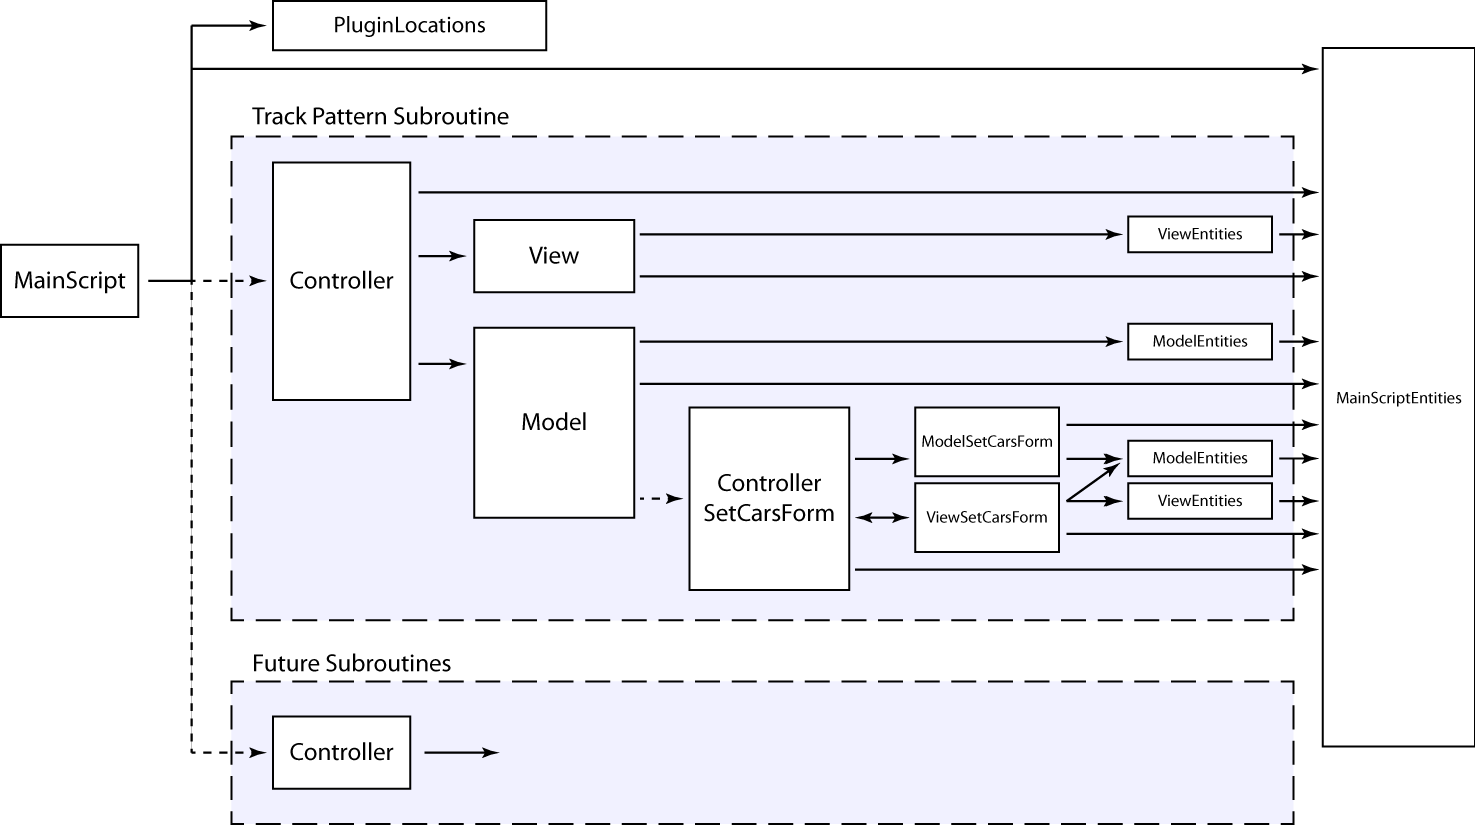 PluginLocations
Track Pattern Subroutine
MainScript
Controller
View
ViewEntities
Model
ModelEntities
MainScriptEntities
Controller
SetCarsForm
ModelSetCarsForm
ModelEntities
ViewSetCarsForm
ViewEntities
Future Subroutines
Controller